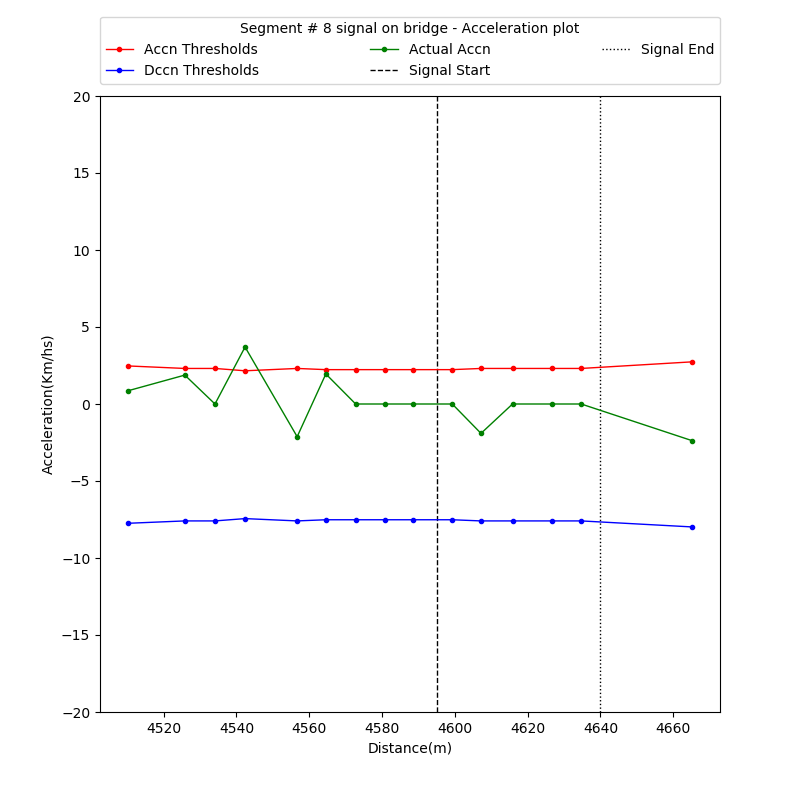 Segment # 8 signal on bridge - Acceleration plot
Accn Thresholds
Dccn Thresholds
Actual Accn
Signal Start
Signal End
20
15
10
5
0
−5
−10
−15
−20
Acceleration(Km/hs)
4520 4540 4560 4580 4600 4620 4640 4660
Distance(m)